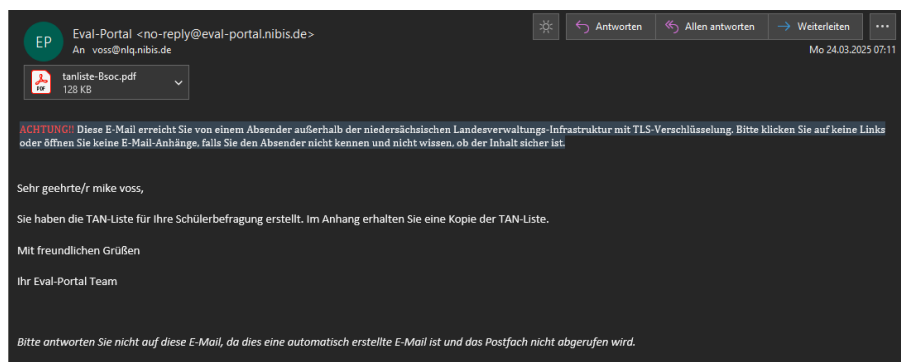 EP
Eval-Portal <no-reply@eval-portal.nibis.de>
An voss@nlq.nibis.de
Antworten
Allen antworten
Weiterleiten
Mo 24.03.2025 07:11
PDF
tanliste-Bsoc.pdf
128 KB
ACHTUNG!! Diese E-Mail erreicht Sie von einem Absender außerhalb der niedersächsischen Landesverwaltungs-Infrastruktur mit TLS-Verschlüsselung. Bitte klicken Sie auf keine Links
oder öffnen Sie keine E-Mail-Anhänge, falls Sie den Absender nicht kennen und nicht wissen, ob der Inhalt sicher ist.
Sehr geehrte/r mike voss,
Sie haben die TAN-Liste für Ihre Schülerbefragung erstellt. Im Anhang erhalten Sie eine Kopie der TAN-Liste.
Mit freundlichen Grüßen
Ihr Eval-Portal Team
Bitte antworten Sie nicht auf diese E-Mail, da dies eine automatisch erstellte E-Mail ist und das Postfach nicht abgerufen wird.